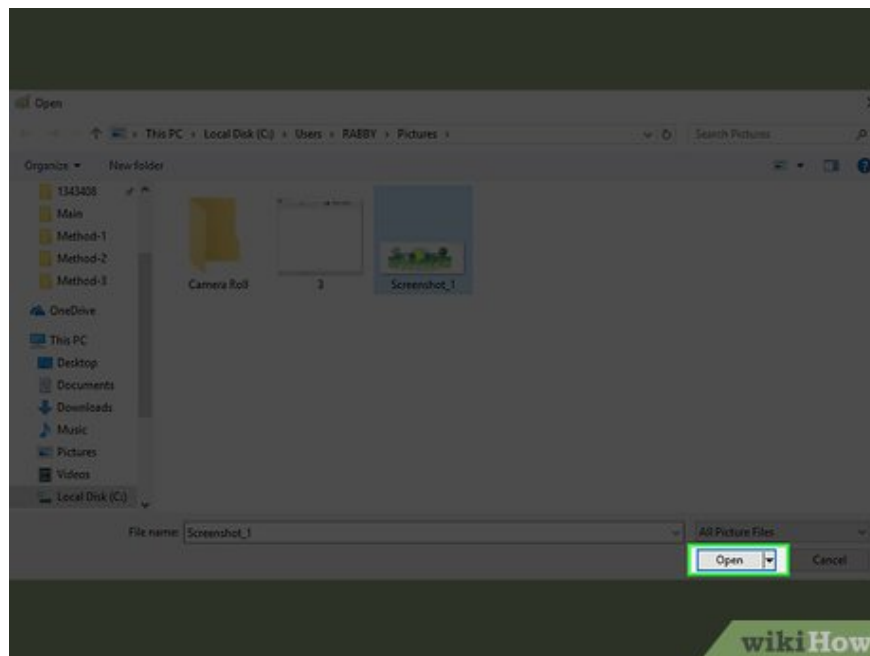 Open
This PC › Local Disk (C:) › Users › RABBY › Pictures ›
Search Pictures
Organize
New folder
1343408
Main
Method-1
Method-2
Method-3
OneDrive
This PC
Desktop
Documents
Downloads
Music
Pictures
Videos
Local Disk (C:)
Camera Roll
3
Screenshot_1
File name: Screenshot_1
All Picture Files
Open
Cancel
wikiHow